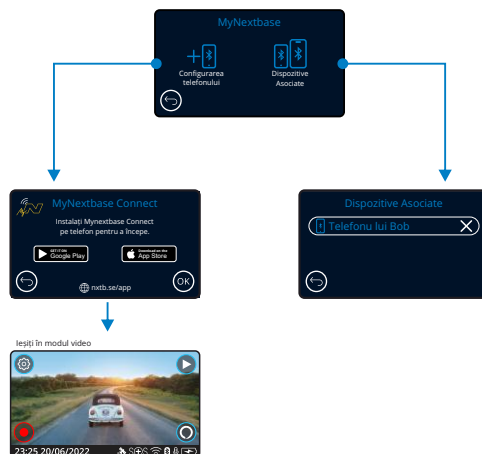 MyNextbase
Configurarea
telefonului
Dispozitive
Asociate
MyNextbase Connect
Instalați Mynextbase Connect
pe telefon pentru a începe.
GET IT ON
Google Play
Download on the
App Store
nxtb.se/app
OK
Dispozitive Asociate
Telefonu lui Bob
Ieșiți în modul video
23:25 20/06/2022
SOS